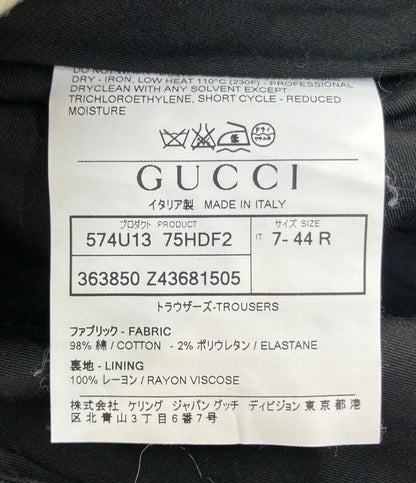 DO NOT
DRY - IRON, LOW HEAT 110°C (230F) - PROFESSIONAL
DRYCLEAN WITH ANY SOLVENT EXCEPT
TRICHLOROETHYLENE, SHORT CYCLE - REDUCED
MOISTURE
ドライ
GUCCI
イタリア製 MADE IN ITALY
プロダクト PRODUCT
574U13 75HDF2
363850 Z43681505
サイズ SIZE
IT 7- 44 R
トラウザーズ-TROUSERS
ファブリック - FABRIC
98% 綿 / COTTON - 2% ポリウレタン / ELASTANE
裏地 - LINING
100% レーヨン / RAYON VISCOSE
株式会社 ケリング ジャパン グッチ ディビジョン 東京都港
区北青山3丁目6番7号